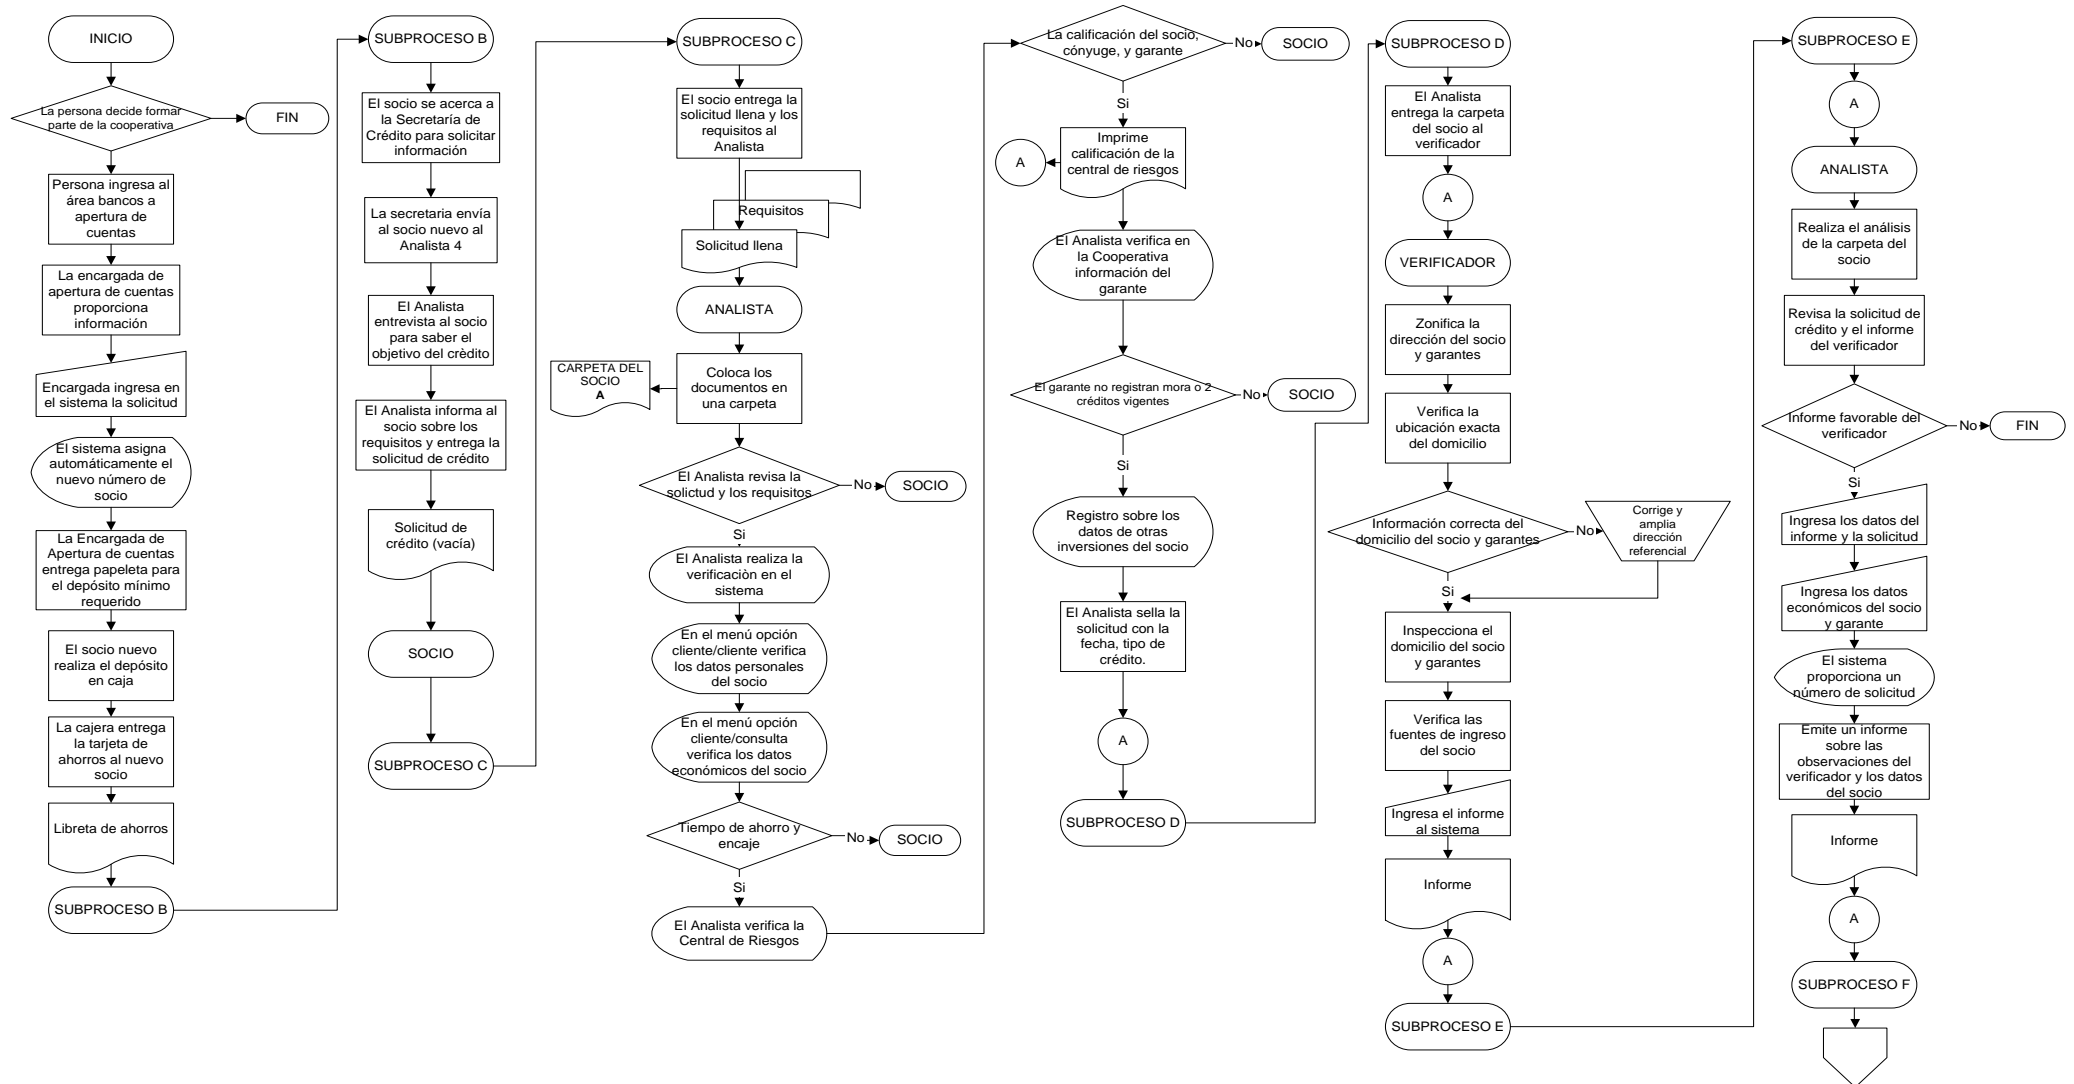 INICIO
La persona decide formar
parte de la cooperativa
FIN
Persona ingresa al
área bancos a
apertura de
cuentas
La encargada de
apertura de cuentas
proporciona
información
Encargada ingresa en
el sistema la solicitud
El sistema asigna
automáticamente el
nuevo número de
socio
La Encargada de
Apertura de cuentas
entrega papeleta para
el depósito mínimo
requerido
El socio nuevo
realiza el depósito
en caja
La cajera entrega
la tarjeta de
ahorros al nuevo
socio
Libreta de ahorros
SUBPROCESO B
SUBPROCESO B
El socio se acerca a
la Secretaría de
Crédito para solicitar
información
La secretaria envía
al socio nuevo al
Analista 4
El Analista
entrevista al socio
para saber el
objetivo del crèdito
El Analista informa al
socio sobre los
requisitos y entrega la
solicitud de crédito
Solicitud de
crédito (vacía)
SOCIO
SUBPROCESO C
SUBPROCESO C
El socio entrega la
solicitud llena y los
requisitos al
Analista
Requisitos
Solicitud llena
ANALISTA
CARPETA DEL
SOCIO
A
Coloca los
documentos en
una carpeta
El Analista revisa la
solictud y los requisitos
No
SOCIO
Si
El Analista realiza la
verificaciòn en el
sistema
En el menú opción
cliente/cliente verifica
los datos personales
del socio
En el menú opción
cliente/consulta
verifica los datos
económicos del socio
Tiempo de ahorro y
encaje
No
SOCIO
Si
El Analista verifica la
Central de Riesgos
La calificación del socio,
cónyuge, y garante
No
SOCIO
Si
Imprime
calificación de la
central de riesgos
A
El Analista verifica en
la Cooperativa
información del
garante
El garante no registran mora o 2
créditos vigentes
No
SOCIO
Si
Registro sobre los
datos de otras
inversiones del socio
El Analista sella la
solicitud con la
fecha, tipo de
crédito.
A
SUBPROCESO D
SUBPROCESO D
El Analista
entrega la carpeta
del socio al
verificador
A
VERIFICADOR
Zonifica la
dirección del socio
y garantes
Verifica la
ubicación exacta
del domicilio
Información correcta del
domicilio del socio y garantes
No
Corrige y
amplia
dirección
referencial
Si
Inspecciona el
domicilio del socio
y garantes
Verifica las
fuentes de ingreso
del socio
Ingresa el informe
al sistema
Informe
A
SUBPROCESO E
SUBPROCESO E
A
ANALISTA
Realiza el análisis
de la carpeta del
socio
Revisa la solicitud de
crédito y el informe
del verificador
Informe favorable del
verificador
No
FIN
Si
Ingresa los datos del
informe y la solicitud
Ingresa los datos
económicos del socio
y garante
El sistema
proporciona un
número de solicitud
Emite un informe
sobre las
observaciones del
verificador y los datos
del socio
Informe
A
SUBPROCESO F